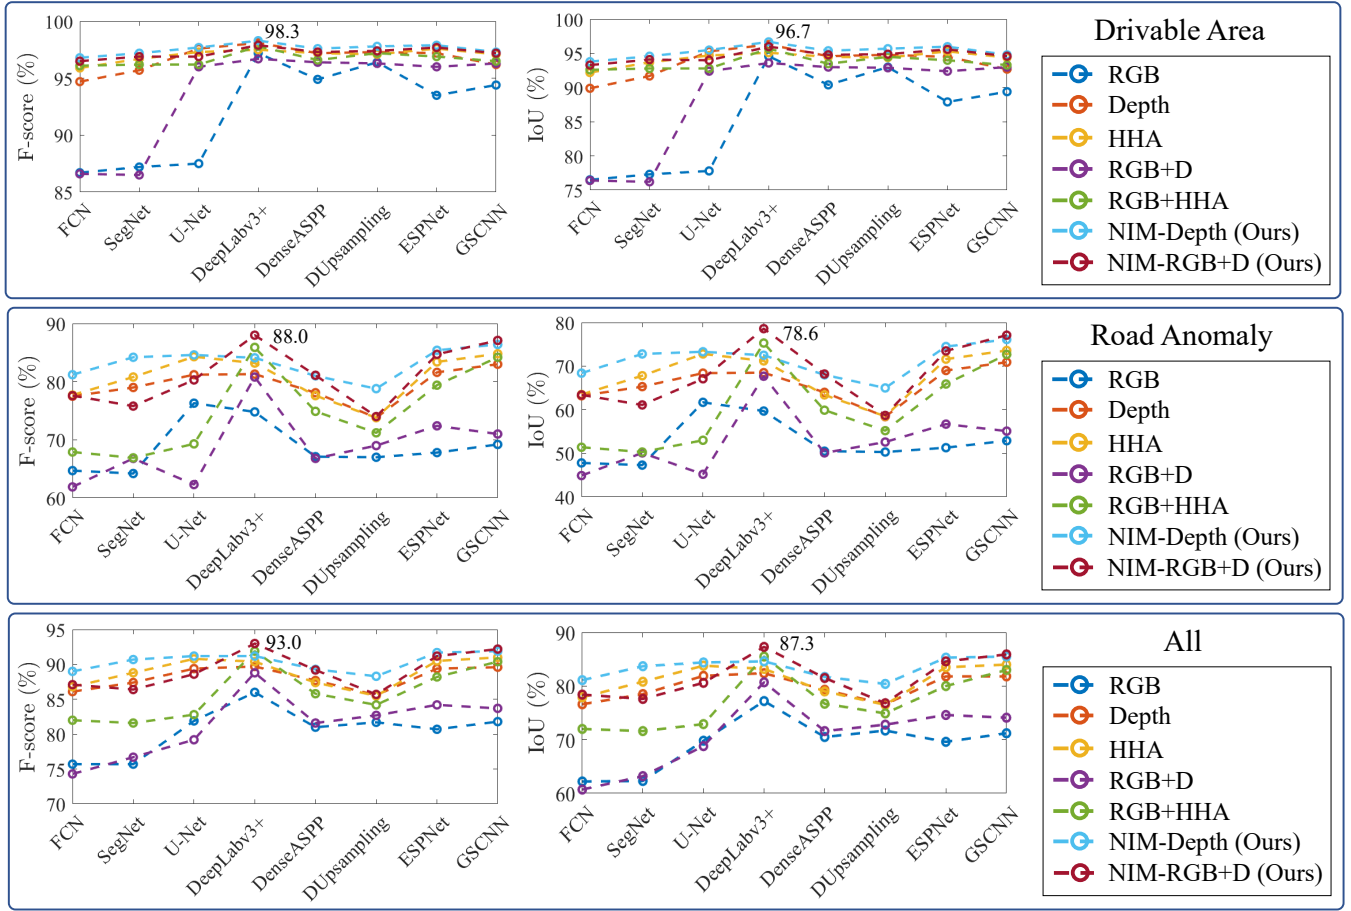 F-score (%)
100
95
90
85
98.3
FCN
SegNet
U-Net
DeepLabv3+
DenseASPP
DUpsampling
ESPNet
GSCNN
IoU (%)
100
95
90
85
80
75
96.7
FCN
SegNet
U-Net
DeepLabv3+
DenseASPP
DUpsampling
ESPNet
GSCNN
Drivable Area
RGB
Depth
HHA
RGB+D
RGB+HHA
NIM-Depth (Ours)
NIM-RGB+D (Ours)
F-score (%)
90
80
70
60
88.0
FCN
SegNet
U-Net
DeepLabv3+
DenseASPP
DUpsampling
ESPNet
GSCNN
IoU (%)
80
70
60
50
40
78.6
FCN
SegNet
U-Net
DeepLabv3+
DenseASPP
DUpsampling
ESPNet
GSCNN
Road Anomaly
RGB
Depth
HHA
RGB+D
RGB+HHA
NIM-Depth (Ours)
NIM-RGB+D (Ours)
F-score (%)
95
90
85
80
75
70
93.0
FCN
SegNet
U-Net
DeepLabv3+
DenseASPP
DUpsampling
ESPNet
GSCNN
IoU (%)
90
80
70
60
87.3
FCN
SegNet
U-Net
DeepLabv3+
DenseASPP
DUpsampling
ESPNet
GSCNN
All
RGB
Depth
HHA
RGB+D
RGB+HHA
NIM-Depth (Ours)
NIM-RGB+D (Ours)